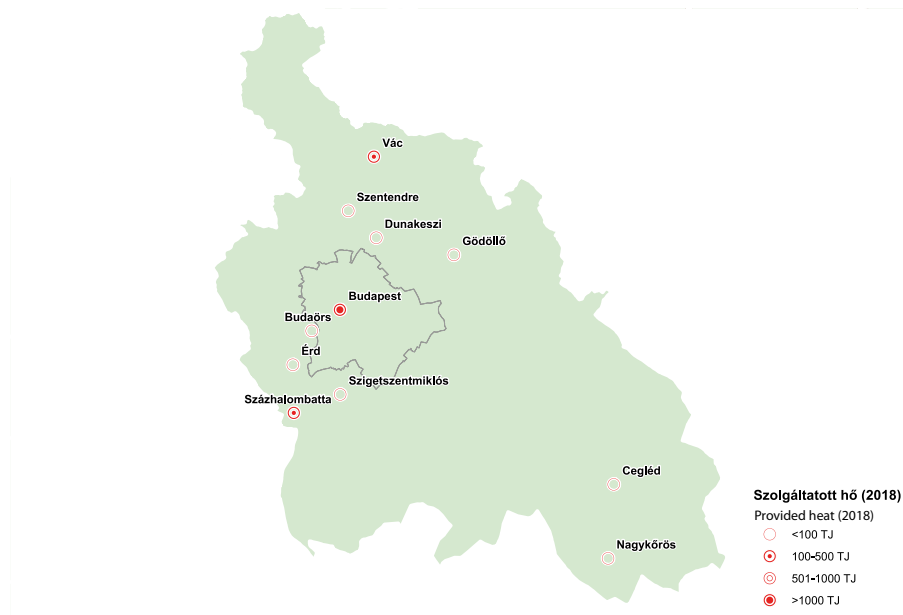 Vác
Szentendre
Dunakeszi
Gödöllő
Budapest
Budaörs
Érd
Szigetszentmiklós
Százhalombatta
Cegléd
Nagykőrös
Szolgáltatott hő (2018)
Provided heat (2018)
<100 TJ
100-500 TJ
501-1000 TJ
>1000 TJ